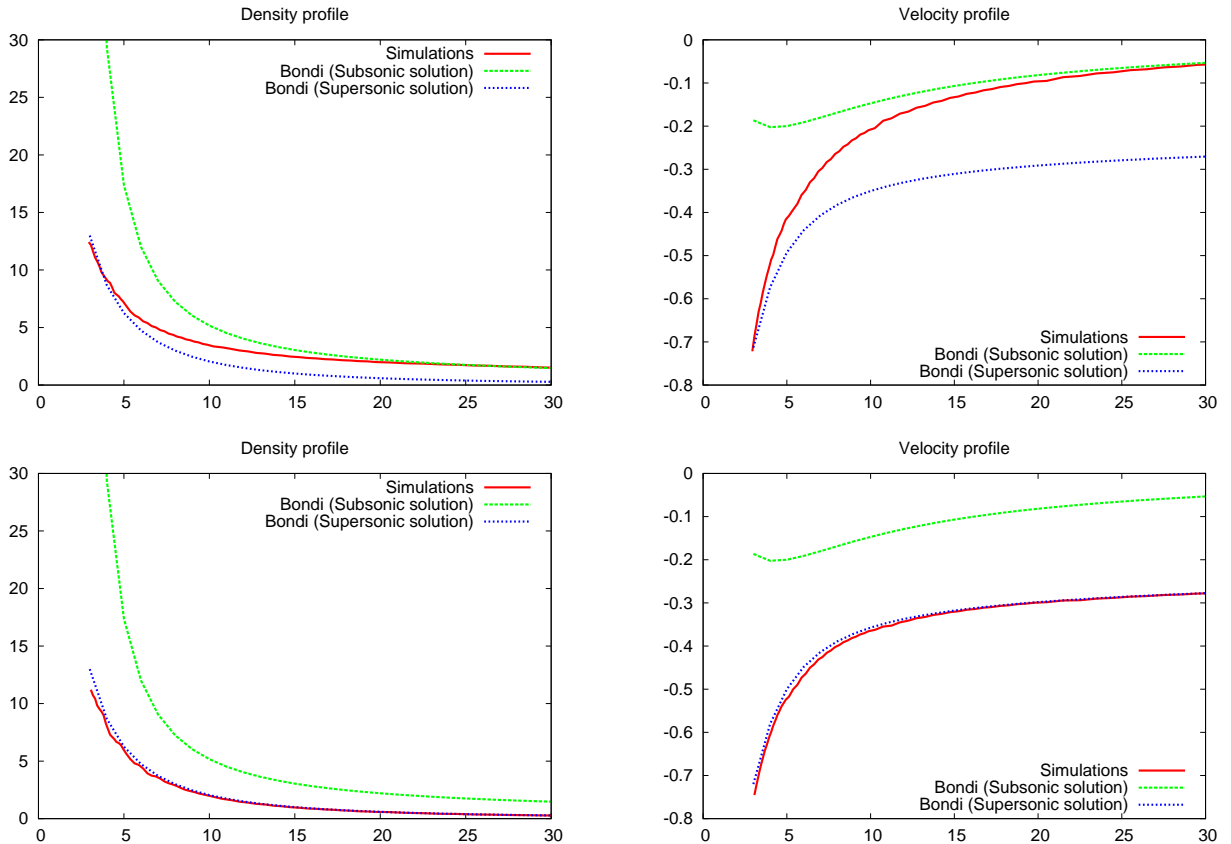 Density profile
30
25
20
15
10
5
0
0 5 10 15 20 25 30
Simulations
Bondi (Subsonic solution)
Bondi (Supersonic solution)
Velocity profile
0
-0.1
-0.2
-0.3
-0.4
-0.5
-0.6
-0.7
-0.8
0 5 10 15 20 25 30
Simulations
Bondi (Subsonic solution)
Bondi (Supersonic solution)
Density profile
30
25
20
15
10
5
0
0 5 10 15 20 25 30
Simulations
Bondi (Subsonic solution)
Bondi (Supersonic solution)
Velocity profile
0
-0.1
-0.2
-0.3
-0.4
-0.5
-0.6
-0.7
-0.8
0 5 10 15 20 25 30
Simulations
Bondi (Subsonic solution)
Bondi (Supersonic solution)